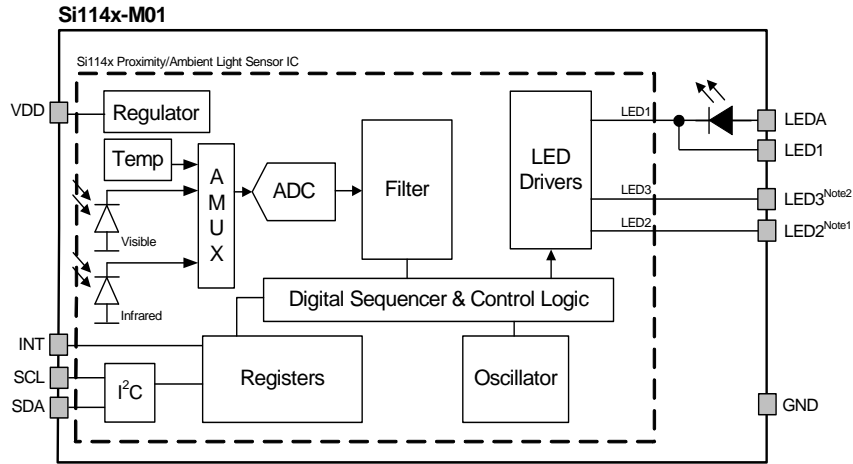 Si114x-M01
Si114x Proximity/Ambient Light Sensor IC
VDD
Regulator
Temp
A
M
U
X
ADC
Filter
LED
Drivers
LED1
LED3
LED2
LEDA
LED1
LED3Note2
LED2Note1
Visible
Infrared
Digital Sequencer & Control Logic
INT
SCL
SDA
I2C
Registers
Oscillator
GND